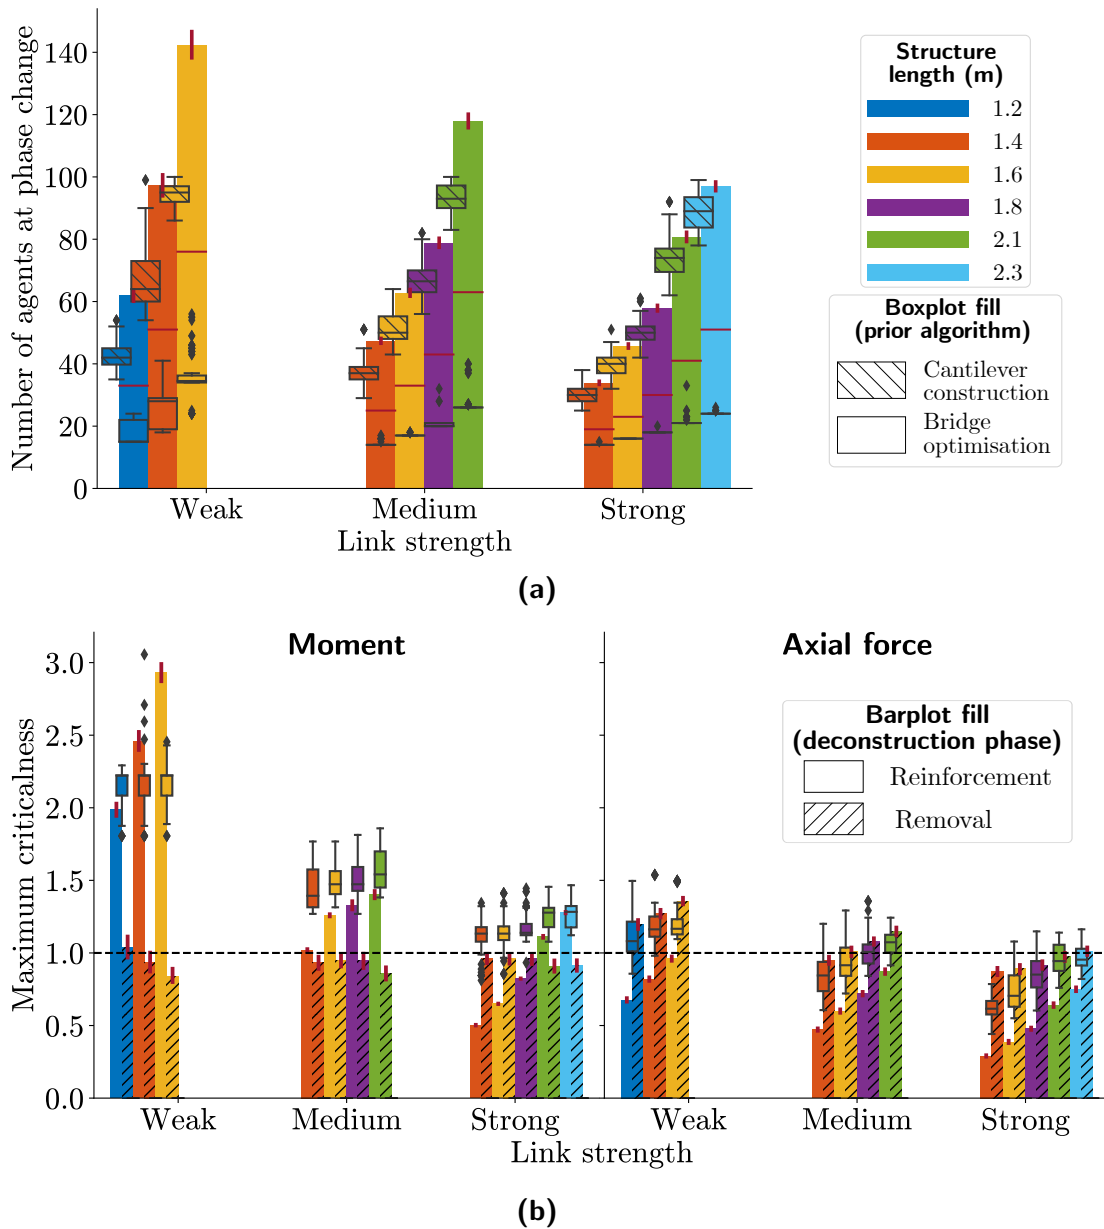 Number of agents at phase change
140
120
100
80
60
40
20
0
Weak
Medium
Strong
Link strength
Structure
length (m)
1.2
1.4
1.6
1.8
2.1
2.3
Boxplot fill
(prior algorithm)
Cantilever
construction
Bridge
optimisation
(a)
Maximum criticalness
Moment
Axial force
3.0
2.5
2.0
1.5
1.0
0.5
0.0
Barplot fill
(deconstruction phase)
Reinforcement
Removal
Weak
Medium
Strong
Weak
Medium
Strong
Link strength
(b)